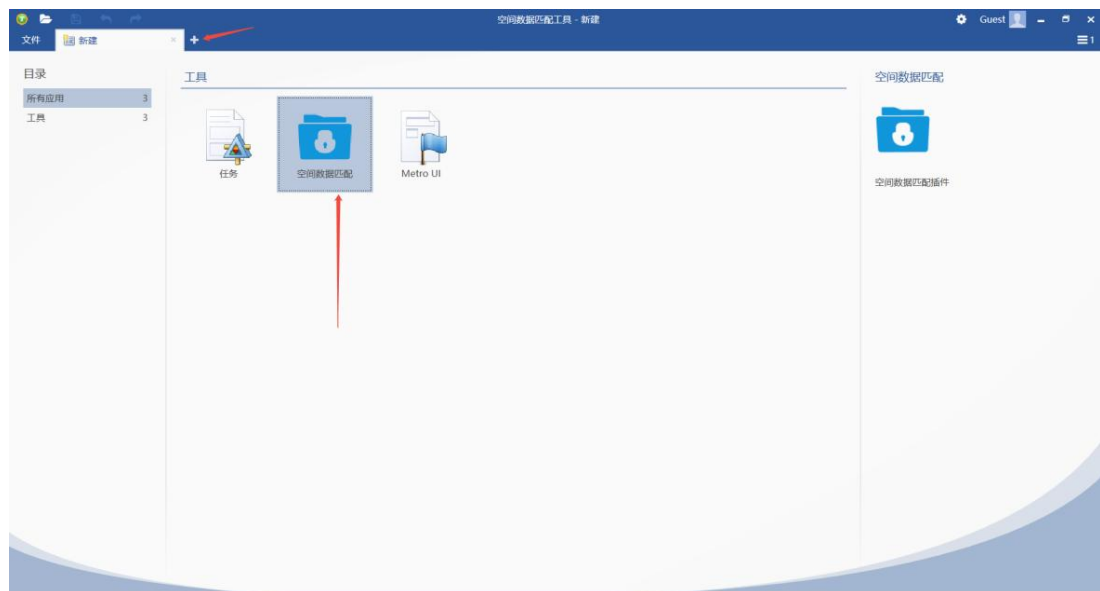 空间数据匹配工具 - 新建
Guest
文件
新建
1
目录
所有应用 3
工具 3
工具
任务
空间数据匹配
Metro UI
空间数据匹配
空间数据匹配插件